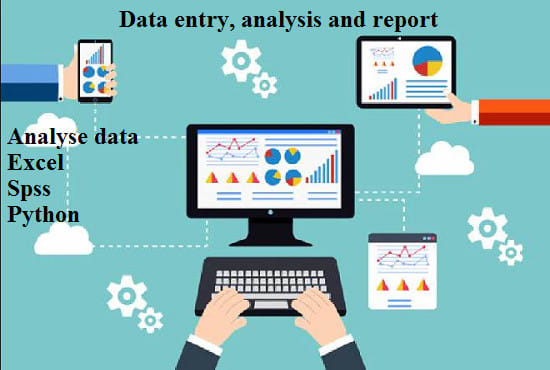 Data entry, analysis and report
Analyse data
Excel
Spss
Python